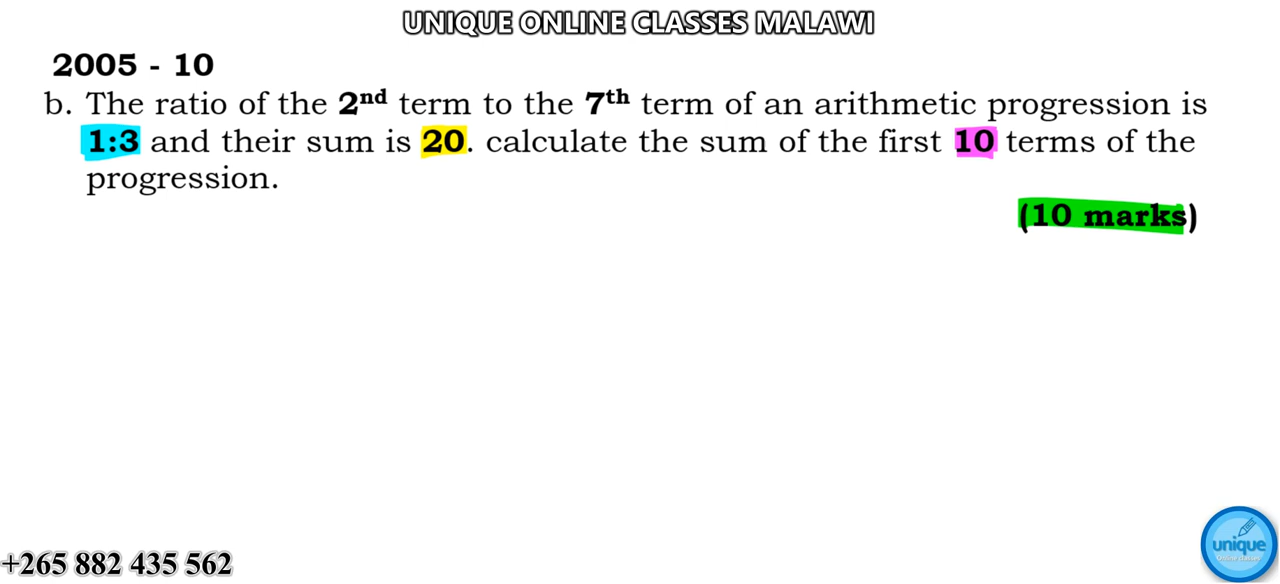 UNIQUE ONLINE CLASSES MALAWI
2005 - 10
b. The ratio of the 2nd term to the 7th term of an arithmetic progression is
1:3 and their sum is 20. calculate the sum of the first 10 terms of the
progression.
(10 marks)
unique
Online classes
+265 882 435 562